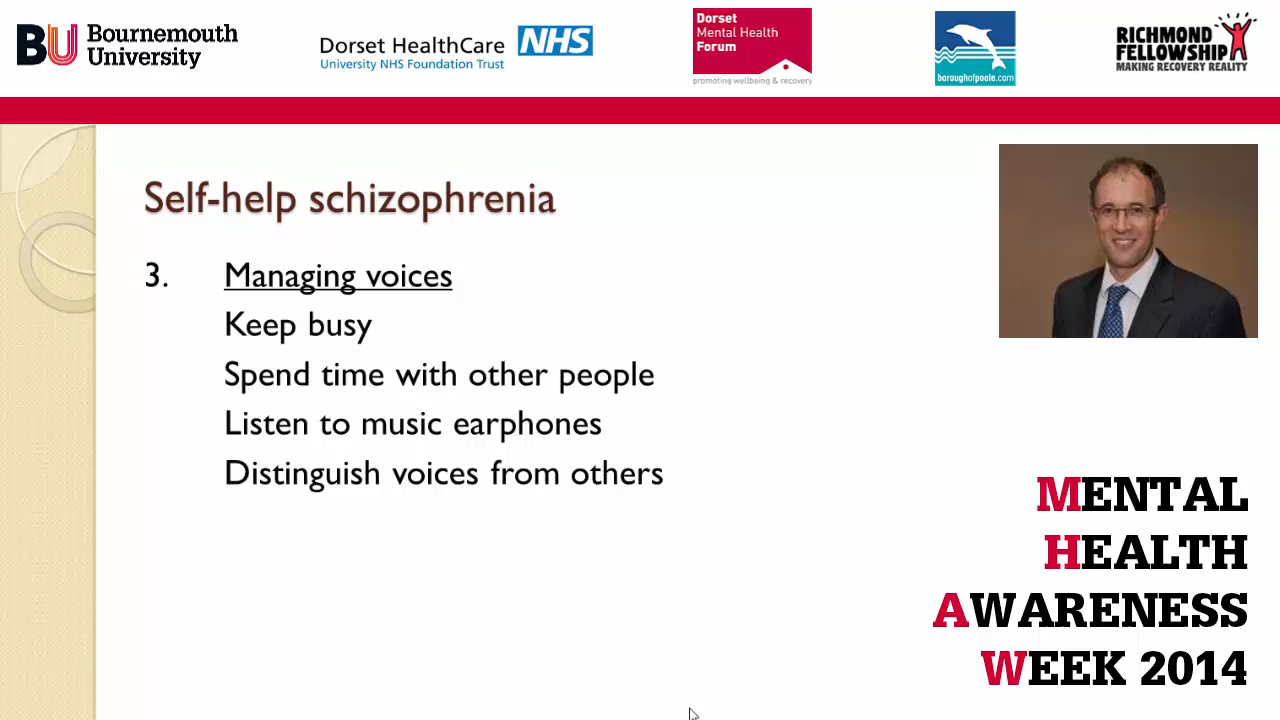 BU Bournemouth
University
Dorset HealthCare NHS
University NHS Foundation Trust
Dorset
Mental Health
Forum
promoting wellbeing & recovery
boroughofpoole.com
RICHMOND
FELLOWSHIP
MAKING RECOVERY REALITY
Self-help schizophrenia
3. Managing voices
Keep busy
Spend time with other people
Listen to music earphones
Distinguish voices from others
MENTAL
HEALTH
AWARENESS
WEEK 2014